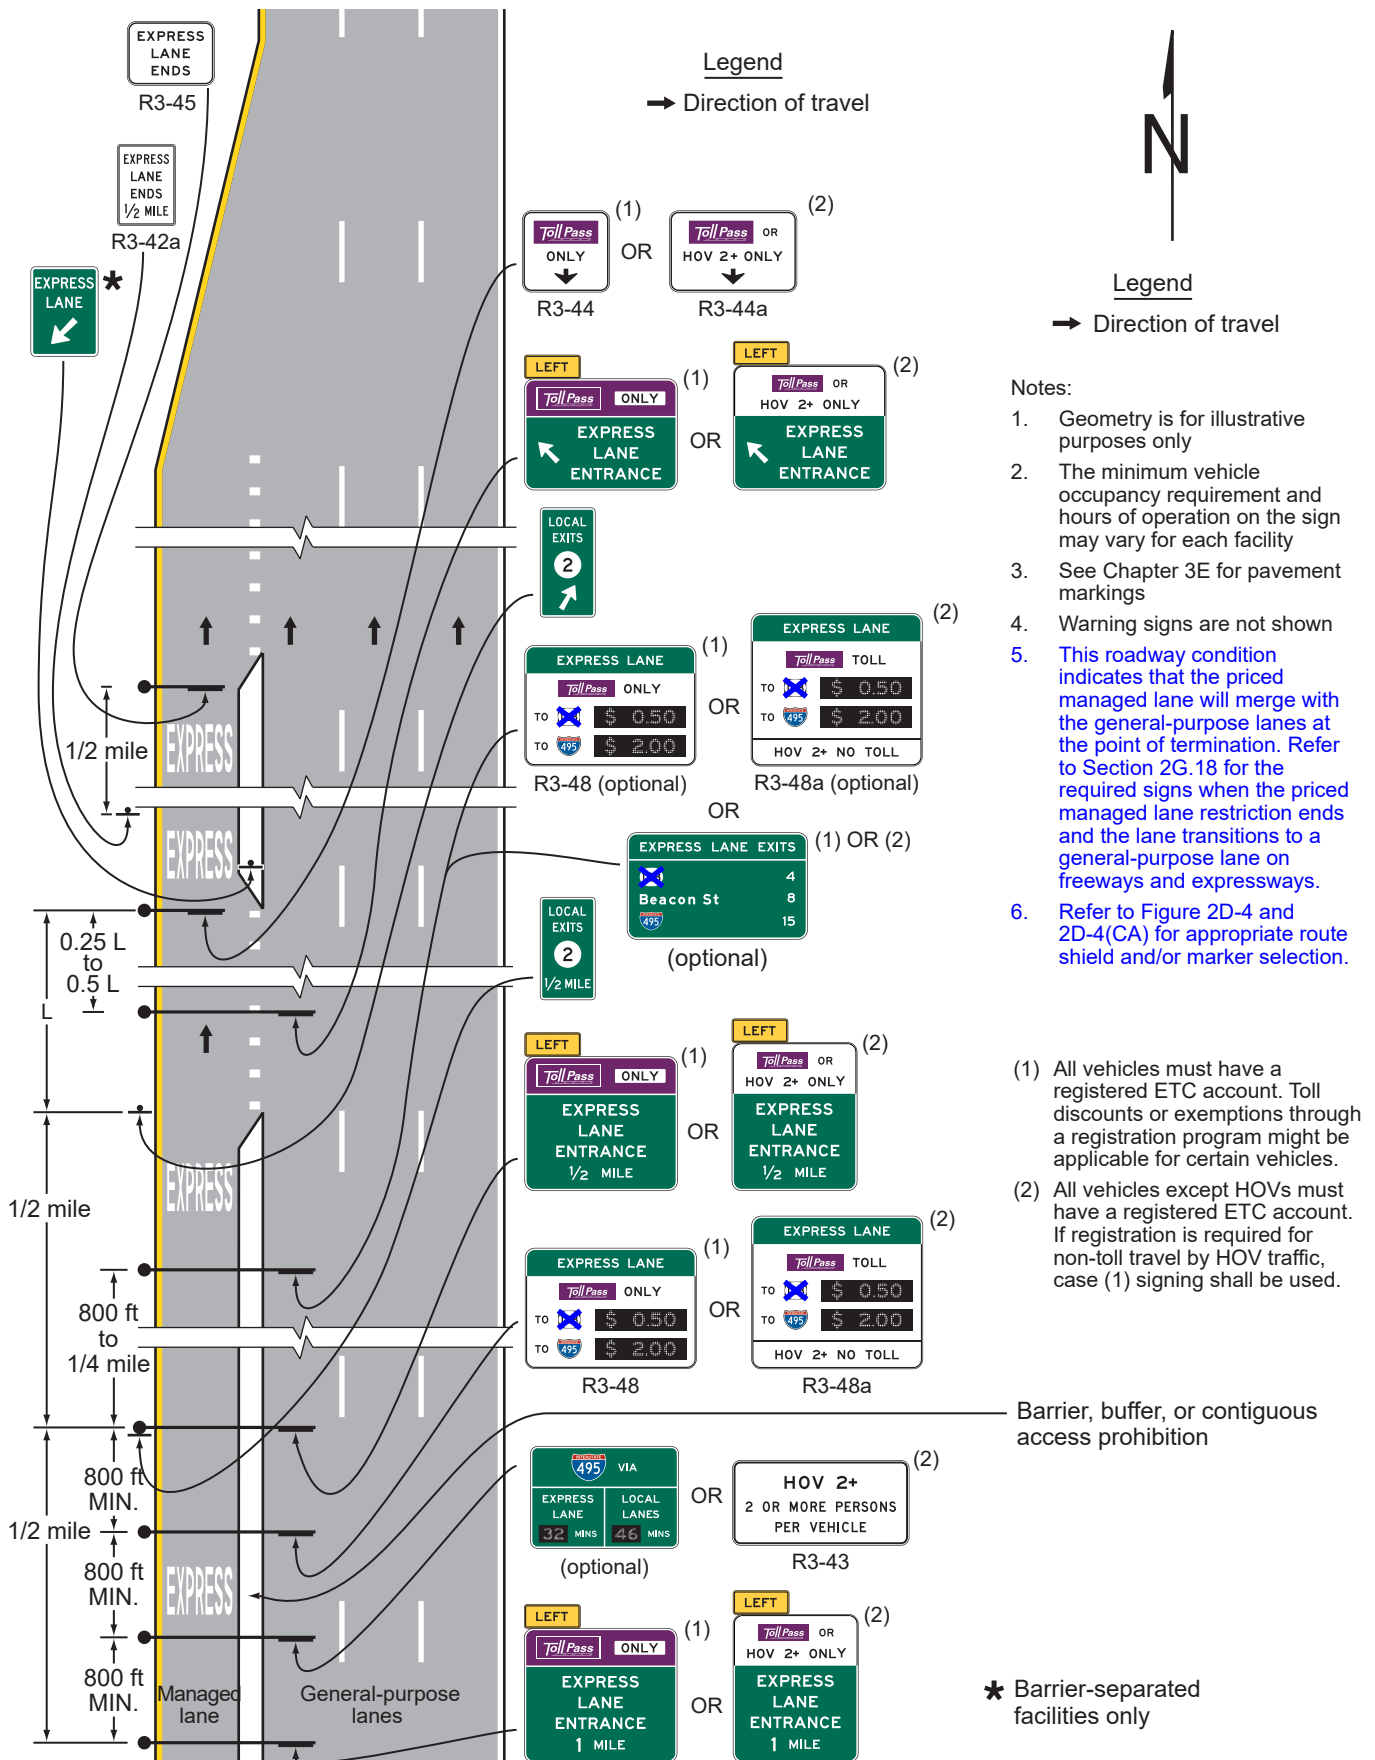 EXPRESS
LANE
ENDS
R3-45
EXPRESS
LANE
ENDS
1/2 MILE
R3-42a
EXPRESS
LANE
*
Legend
Direction of travel
N
Legend
Direction of travel
Toll Pass
ONLY
R3-44
(1)
OR
Toll Pass OR
HOV 2+ ONLY
R3-44a
(2)
LEFT
Toll Pass ONLY
EXPRESS
LANE
ENTRANCE
(1)
OR
LEFT
Toll Pass OR
HOV 2+ ONLY
EXPRESS
LANE
ENTRANCE
(2)
LOCAL
EXITS
2
EXPRESS LANE
Toll Pass ONLY
TO $ 0.50
TO 495 $ 2.00
R3-48 (optional)
(1)
OR
EXPRESS LANE
Toll Pass TOLL
TO $ 0.50
TO 495 $ 2.00
HOV 2+ NO TOLL
R3-48a (optional)
(2)
OR
EXPRESS LANE EXITS
4
Beacon St 8
495 15
(optional)
(1) OR (2)
LOCAL
EXITS
2
1/2 MILE
LEFT
Toll Pass ONLY
EXPRESS
LANE
ENTRANCE
1/2 MILE
(1)
OR
LEFT
Toll Pass OR
HOV 2+ ONLY
EXPRESS
LANE
ENTRANCE
1/2 MILE
(2)
EXPRESS LANE
Toll Pass ONLY
TO $ 0.50
TO 495 $ 2.00
R3-48
(1)
OR
EXPRESS LANE
Toll Pass TOLL
TO $ 0.50
TO 495 $ 2.00
HOV 2+ NO TOLL
R3-48a
(2)
495 VIA
EXPRESS
LANE
32 MINS
LOCAL
LANES
46 MINS
(optional)
OR
HOV 2+
2 OR MORE PERSONS
PER VEHICLE
R3-43
(2)
LEFT
Toll Pass ONLY
EXPRESS
LANE
ENTRANCE
1 MILE
(1)
OR
LEFT
Toll Pass OR
HOV 2+ ONLY
EXPRESS
LANE
ENTRANCE
1 MILE
(2)
1/2 mile
EXPRESS
EXPRESS
0.25 L
to
0.5 L
L
EXPRESS
1/2 mile
800 ft
to
1/4 mile
800 ft
MIN.
1/2 mile
800 ft
MIN.
EXPRESS
800 ft
MIN.
Managed
lane
General-purpose
lanes
Notes:
1. Geometry is for illustrative
purposes only
2. The minimum vehicle
occupancy requirement and
hours of operation on the sign
may vary for each facility
3. See Chapter 3E for pavement
markings
4. Warning signs are not shown
5. This roadway condition
indicates that the priced
managed lane will merge with
the general-purpose lanes at
the point of termination. Refer
to Section 2G.18 for the
required signs when the priced
managed lane restriction ends
and the lane transitions to a
general-purpose lane on
freeways and expressways.
6. Refer to Figure 2D-4 and
2D-4(CA) for appropriate route
shield and/or marker selection.
(1) All vehicles must have a
registered ETC account. Toll
discounts or exemptions through
a registration program might be
applicable for certain vehicles.
(2) All vehicles except HOVs must
have a registered ETC account.
If registration is required for
non-toll travel by HOV traffic,
case (1) signing shall be used.
Barrier, buffer, or contiguous
access prohibition
* Barrier-separated
facilities only